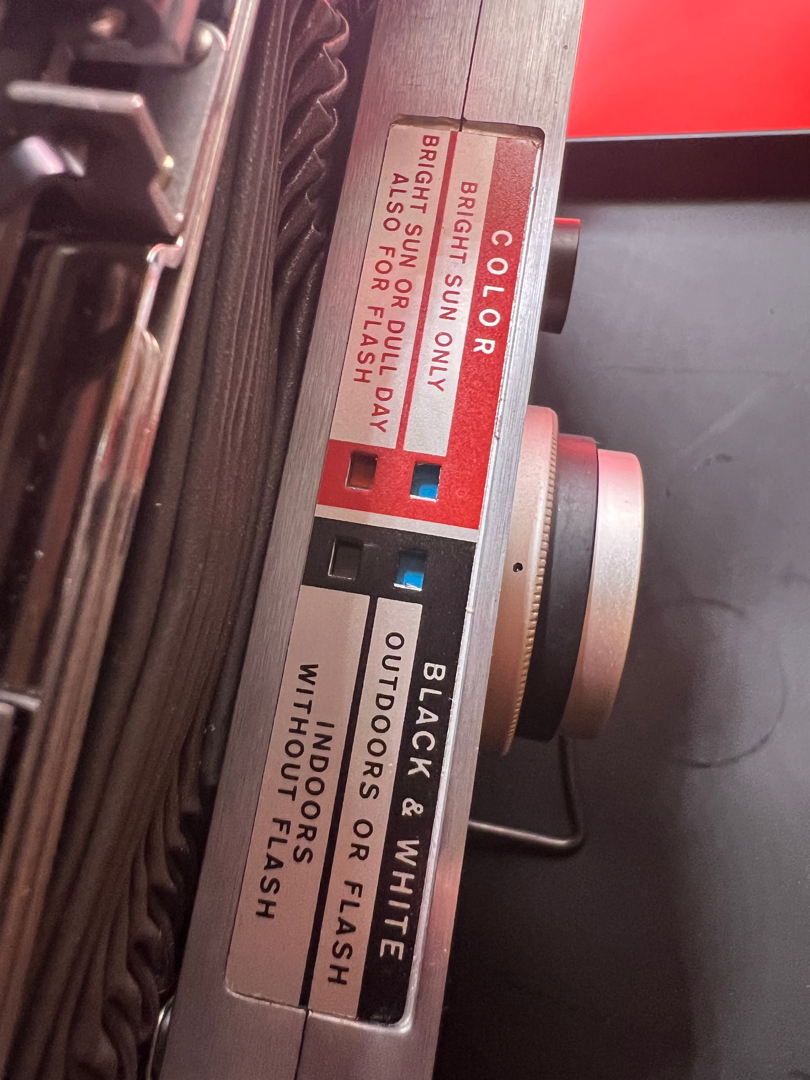 COLOR
BRIGHT SUN ONLY
BRIGHT SUN OR DULL DAY
ALSO FOR FLASH
BLACK & WHITE
OUTDOORS OR FLASH
INDOORS
WITHOUT FLASH